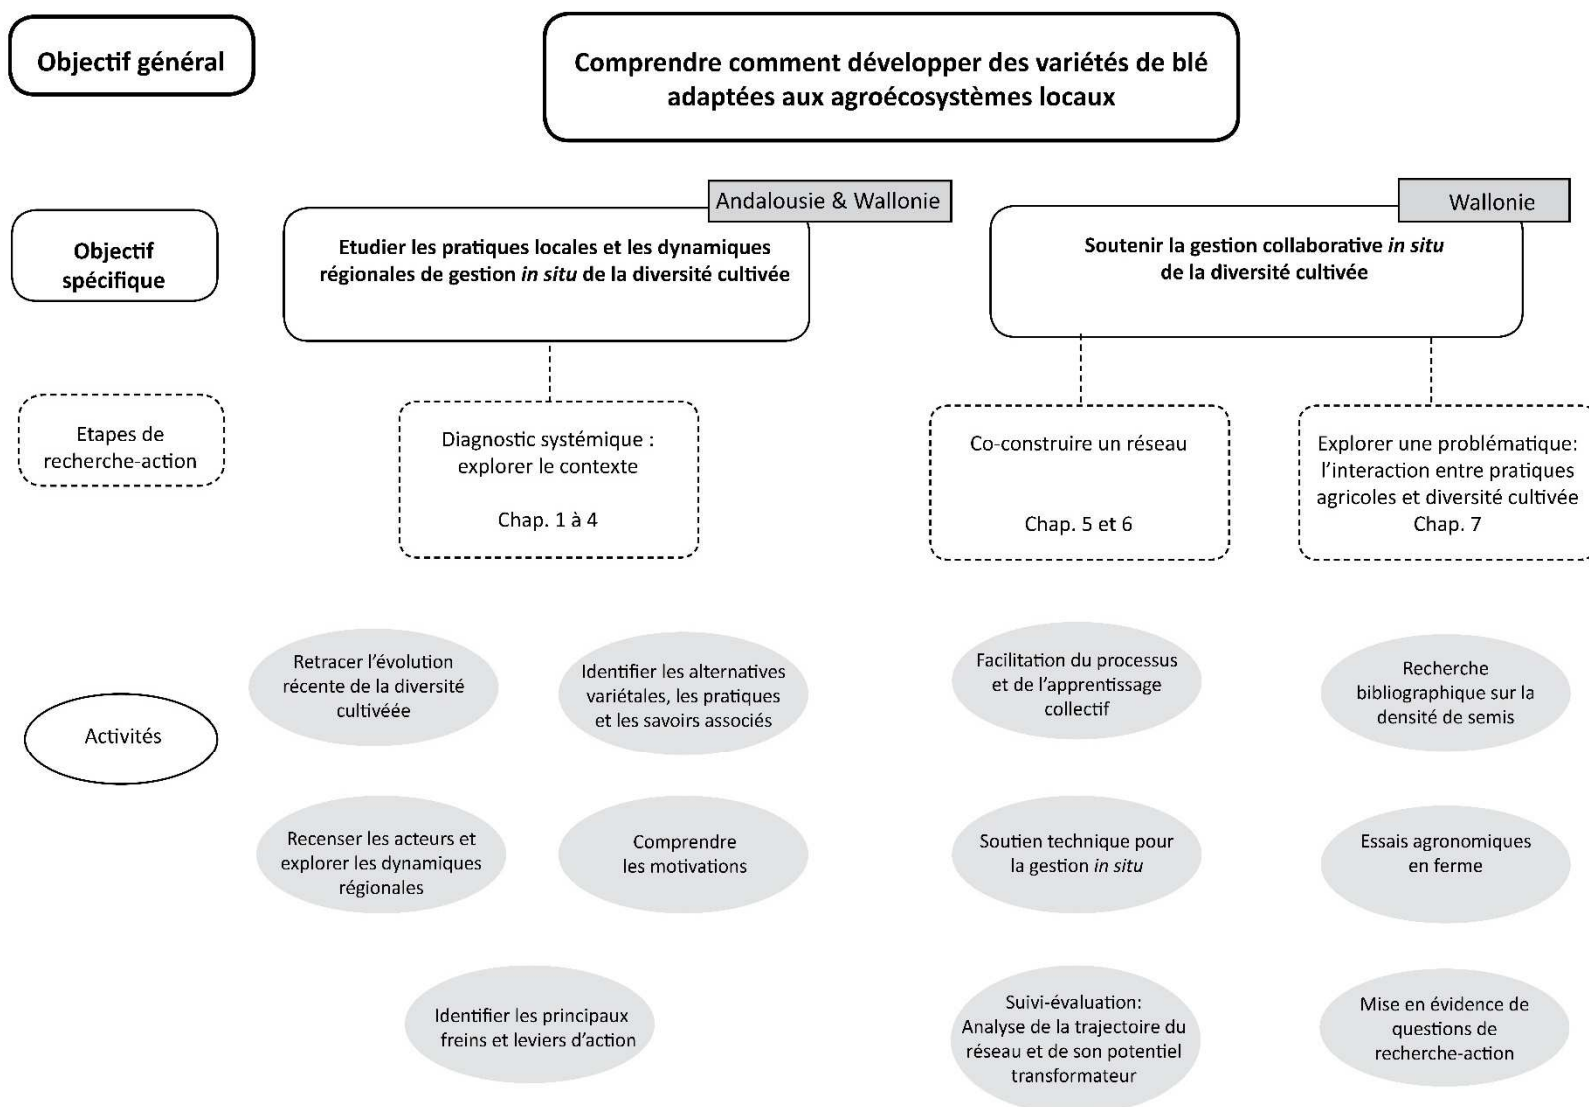 Objectif général
Comprendre comment développer des variétés de blé
adaptées aux agroécosystèmes locaux
Andalousie & Wallonie
Wallonie
Objectif
spécifique
Etudier les pratiques locales et les dynamiques
régionales de gestion in situ de la diversité cultivée
Soutenir la gestion collaborative in situ
de la diversité cultivée
Etapes de
recherche-action
Diagnostic systémique :
explorer le contexte
Chap. 1 à 4
Co-construire un réseau
Chap. 5 et 6
Explorer une problématique:
l'interaction entre pratiques
agricoles et diversité cultivée
Chap. 7
Activités
Retracer l'évolution
récente de la diversité
cultivéée
Identifier les alternatives
variétales, les pratiques
et les savoirs associés
Facilitation du processus
et de l'apprentissage
collectif
Recherche
bibliographique sur la
densité de semis
Recenser les acteurs et
explorer les dynamiques
régionales
Comprendre
les motivations
Soutien technique pour
la gestion in situ
Essais agronomiques
en ferme
Identifier les principaux
freins et leviers d'action
Suivi-évaluation:
Analyse de la trajectoire du
réseau et de son potentiel
transformateur
Mise en évidence de
questions de
recherche-action